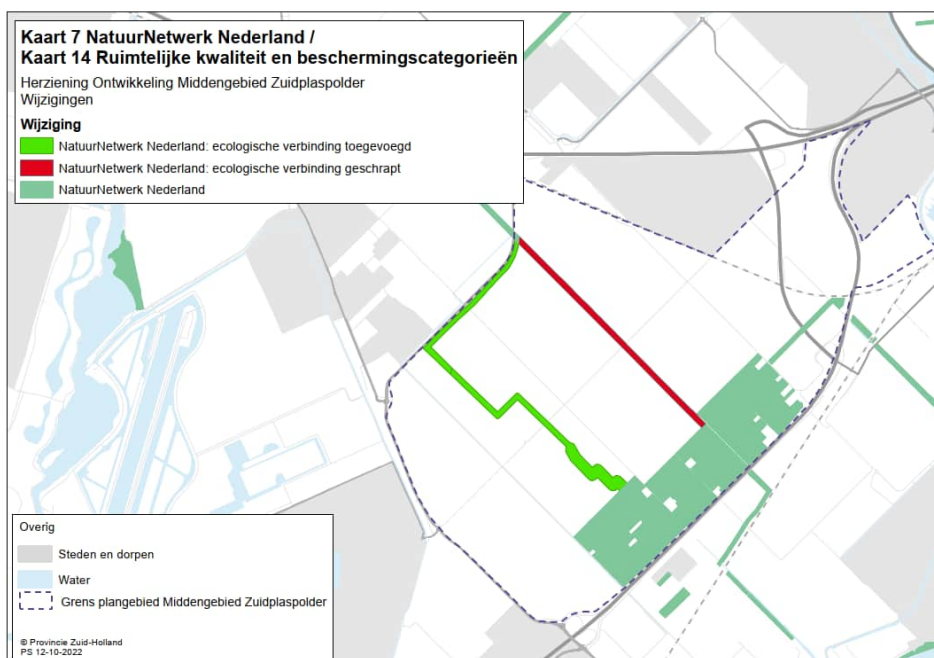 Kaart 7 NatuurNetwerk Nederland /
Kaart 14 Ruimtelijke kwaliteit en beschermingscategorieën
Herziening Ontwikkeling Middengebied Zuidplaspolder
Wijzigingen
Wijziging
NatuurNetwerk Nederland: ecologische verbinding toegevoegd
NatuurNetwerk Nederland: ecologische verbinding geschrapt
NatuurNetwerk Nederland
Overig
Steden en dorpen
Water
Grens plangebied Middengebied Zuidplaspolder
© Provincie Zuid-Holland
PS 12-10-2022